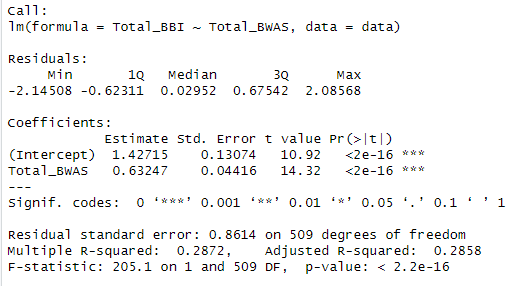 Call:
lm(formula = Total_BBI ~ Total_BWAS, data = data)
Residuals:
Min 1Q Median 3Q Max
-2.14508 -0.62311 0.02952 0.67542 2.08568
Coefficients:
Estimate Std. Error t value Pr(>|t|)
(Intercept) 1.42715 0.13074 10.92 <2e-16 ***
Total_BWAS 0.63247 0.04416 14.32 <2e-16 ***
---
Signif. codes: 0 ‘***’ 0.001 ‘**’ 0.01 ‘*’ 0.05 ‘.’ 0.1 ‘ ’ 1
Residual standard error: 0.8614 on 509 degrees of freedom
Multiple R-squared: 0.2872, Adjusted R-squared: 0.2858
F-statistic: 205.1 on 1 and 509 DF, p-value: < 2.2e-16